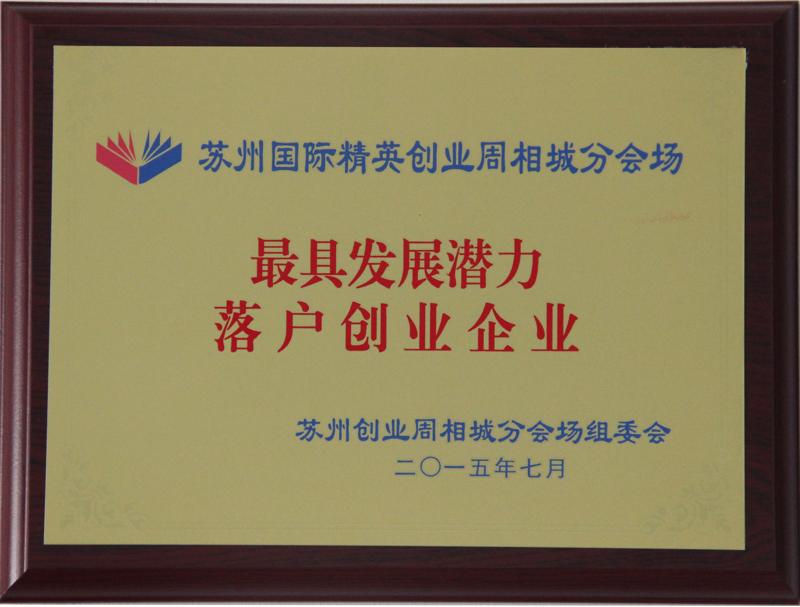 苏州国际精英创业周相城分会场
最具发展潜力
落户创业企业
苏州创业周相城分会场组委会
二〇一五年七月